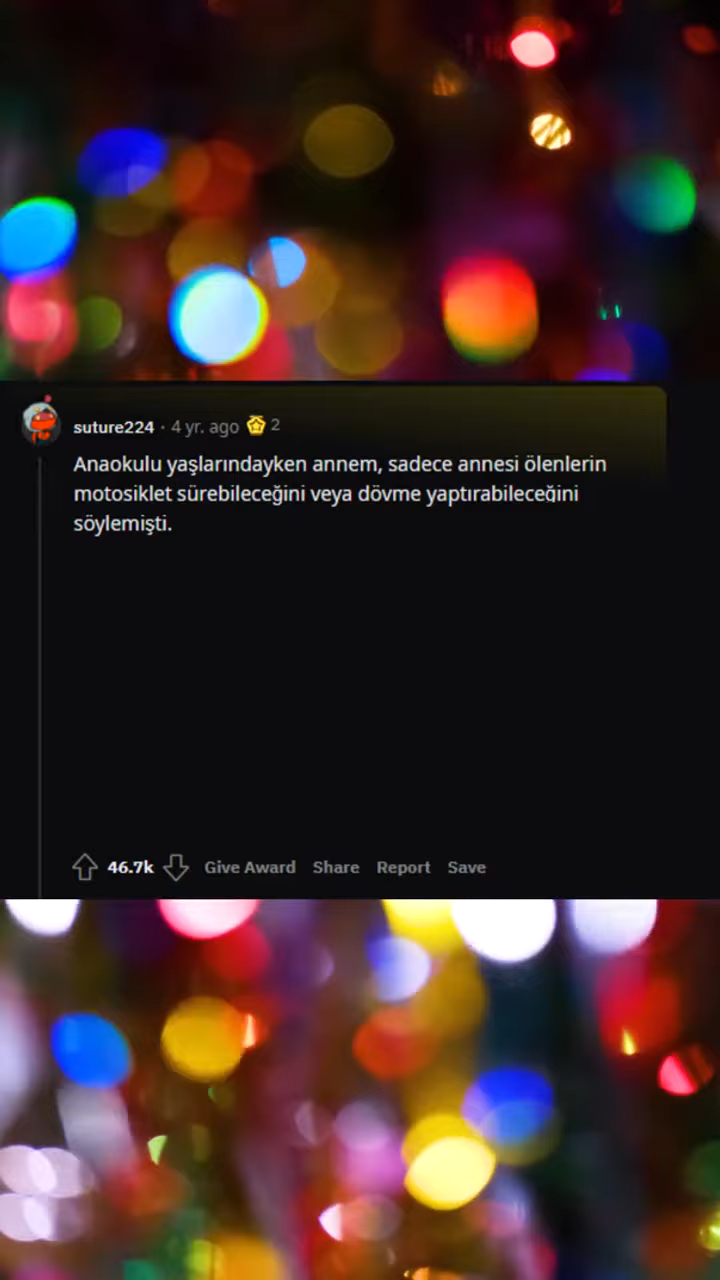 suture224 · 4 yr. ago 2
Anaokulu yaşlarındayken annem, sadece annesi ölenlerin
motosiklet sürebileceğini veya dövme yaptırabileceğini
söylemişti.
46.7k Give Award Share Report Save